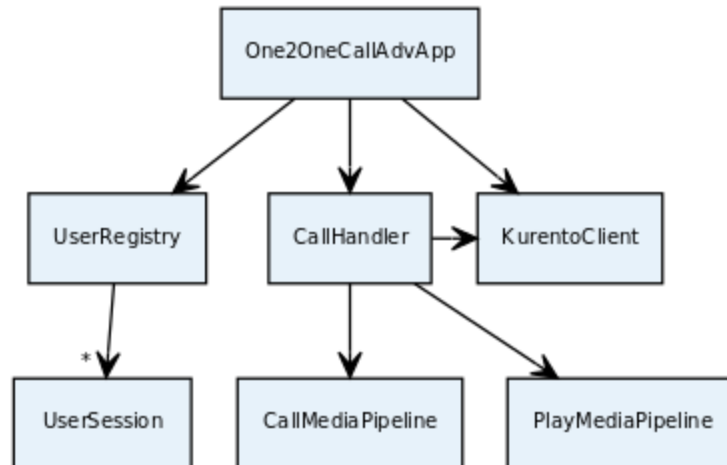 One2OneCallAdvApp
UserRegistry
CallHandler
KurentoClient
*
UserSession
CallMediaPipeline
PlayMediaPipeline